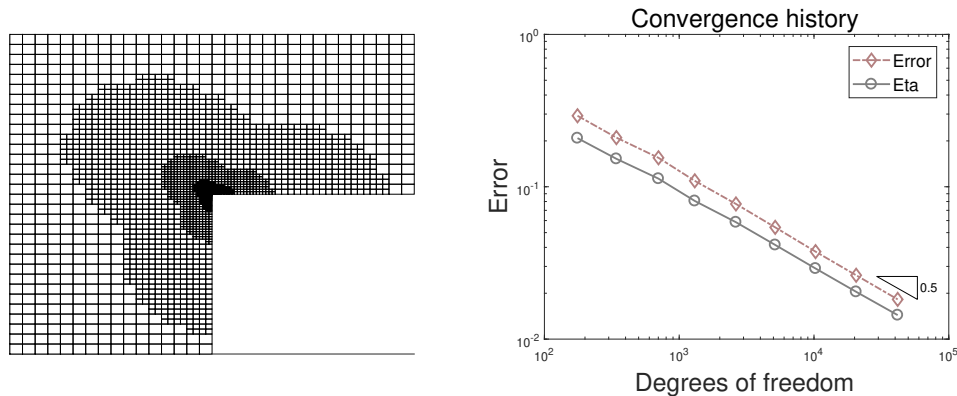 Convergence history
10^0
10^-1
10^-2
Error
Error
Eta
0.5
10^2
10^3
10^4
10^5
Degrees of freedom